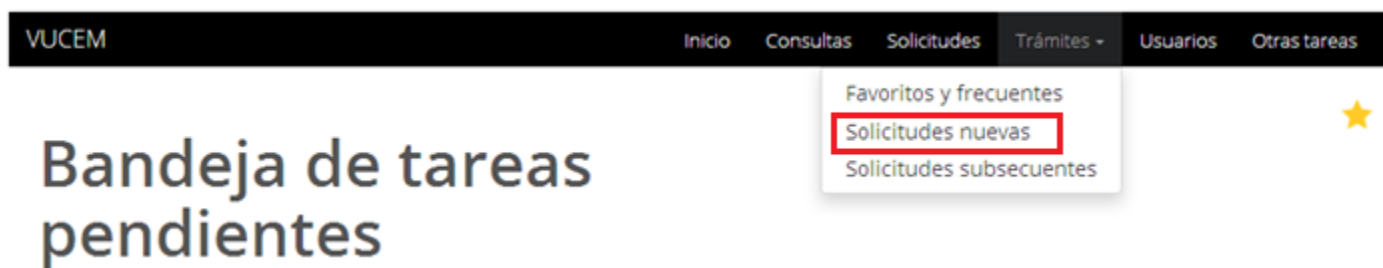 VUCEM Inicio Consultas Solicitudes Trámites Usuarios Otras tareas
Favoritos y frecuentes
Solicitudes nuevas
Solicitudes subsecuentes
Bandeja de tareas
pendientes